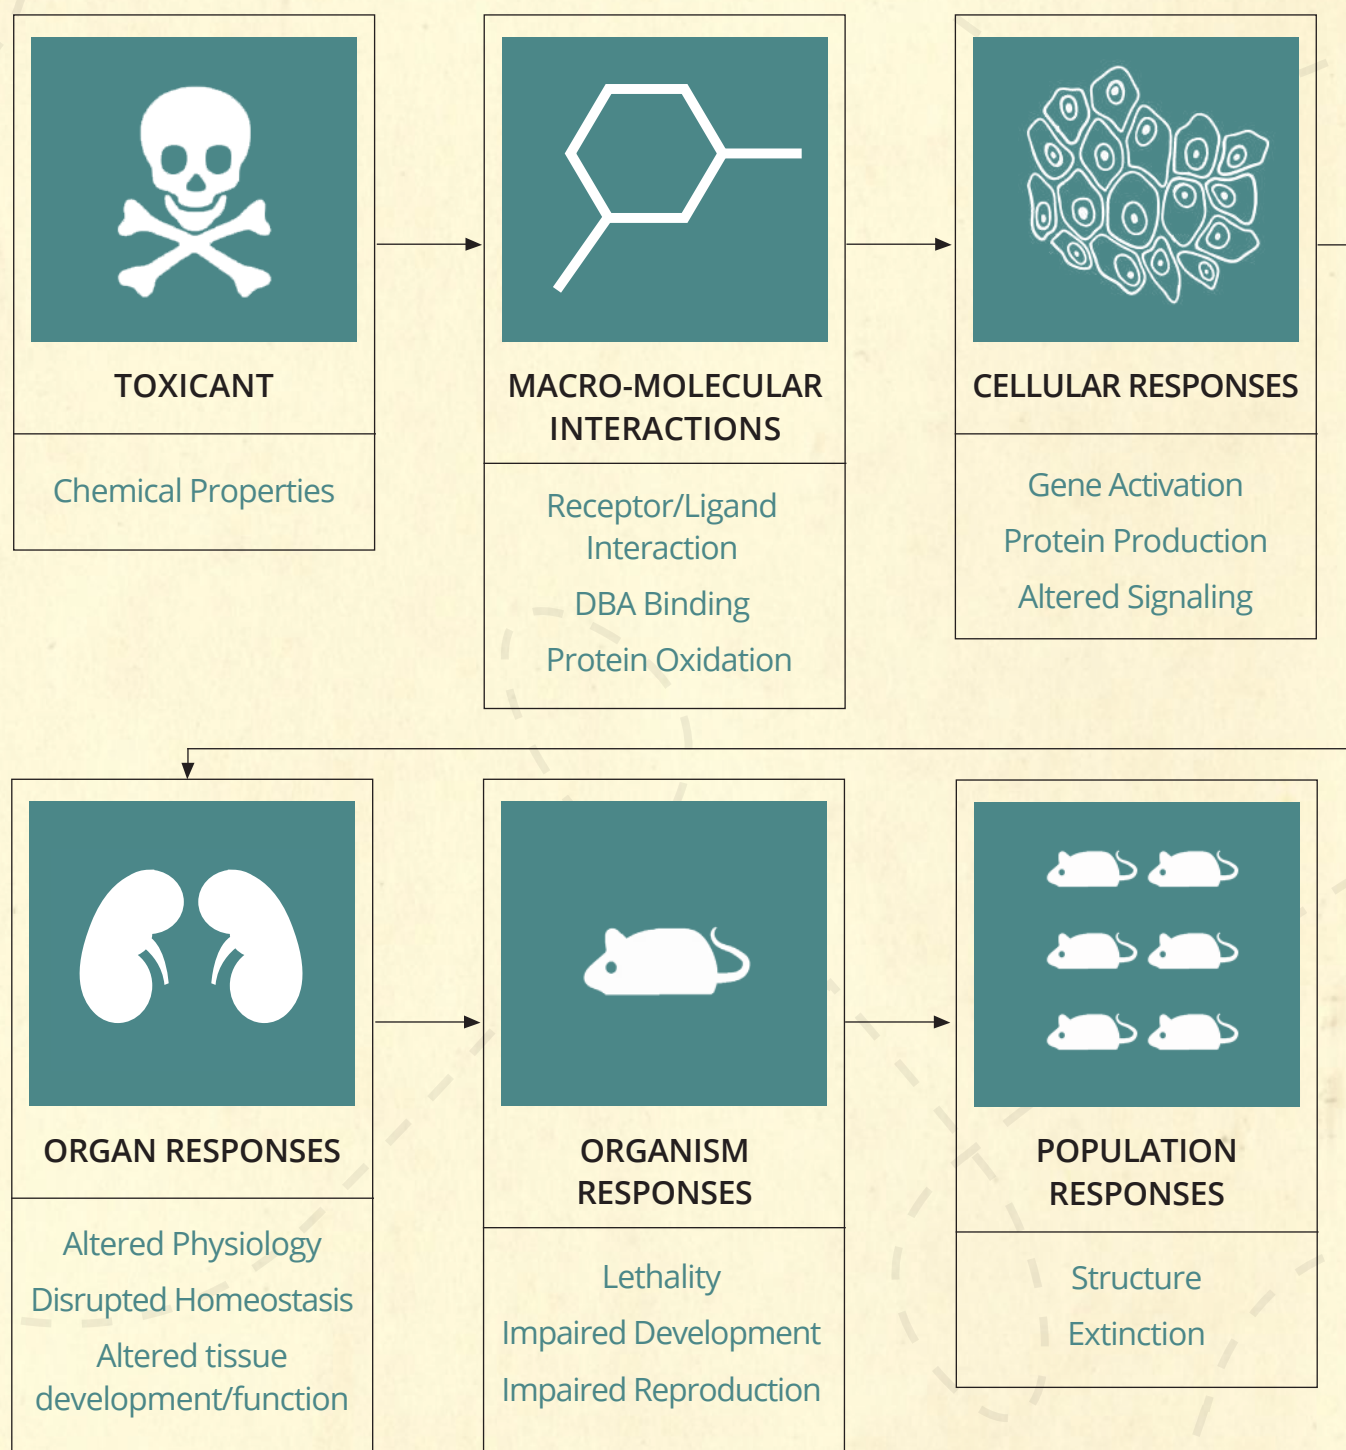 TOXICANT
Chemical Properties
MACRO-MOLECULAR
INTERACTIONS
Receptor/Ligand
Interaction
DBA Binding
Protein Oxidation
CELLULAR RESPONSES
Gene Activation
Protein Production
Altered Signaling
ORGAN RESPONSES
Altered Physiology
Disrupted Homeostasis
Altered tissue
development/function
ORGANISM
RESPONSES
Lethality
Impaired Development
Impaired Reproduction
POPULATION
RESPONSES
Structure
Extinction